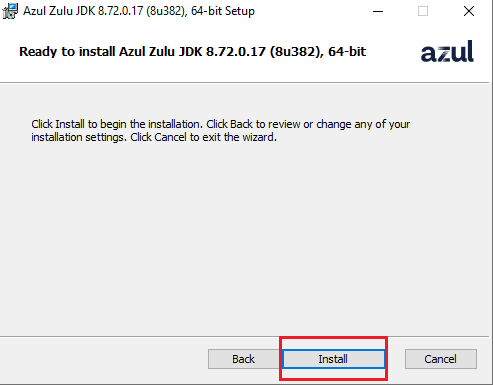 Azul Zulu JDK 8.72.0.17 (8u382), 64-bit Setup
Ready to install Azul Zulu JDK 8.72.0.17 (8u382), 64-bit
azul
Click Install to begin the installation. Click Back to review or change any of your
installation settings. Click Cancel to exit the wizard.
Back Install Cancel